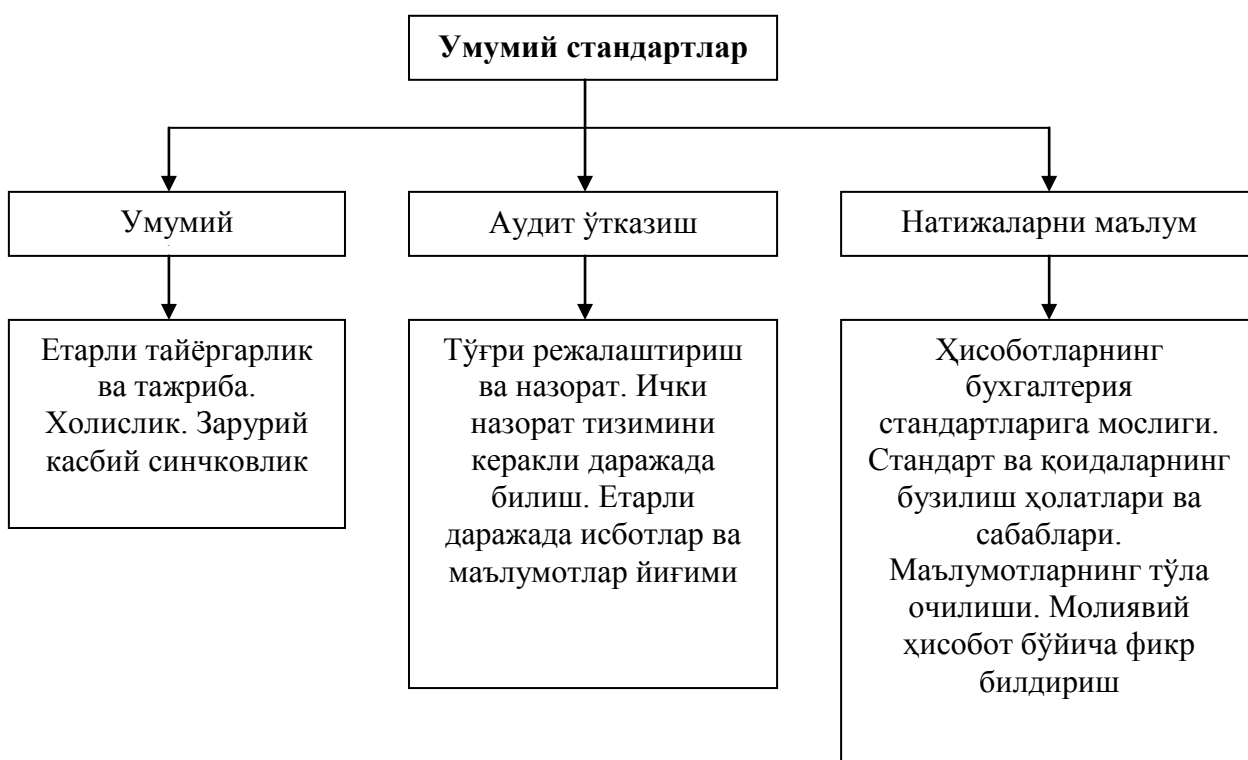 Умумий стандартлар
Умумий
Аудит ўтказиш
Натижаларни маълум
Етарли тайёргарлик
ва тажриба.
Холислик. Зарурий
касбий синчковлик
Тўғри режалаштириш
ва назорат. Ички
назорат тизимини
керакли даражада
билиш. Етарли
даражада исботлар ва
маълумотлар йиғими
Ҳисоботларнинг
бухгалтерия
стандартларига мослиги.
Стандарт ва қоидаларнинг
бузилиш ҳолатлари ва
сабаблари.
Маълумотларнинг тўла
очилиши. Молиявий
ҳисобот бўйича фикр
билдириш